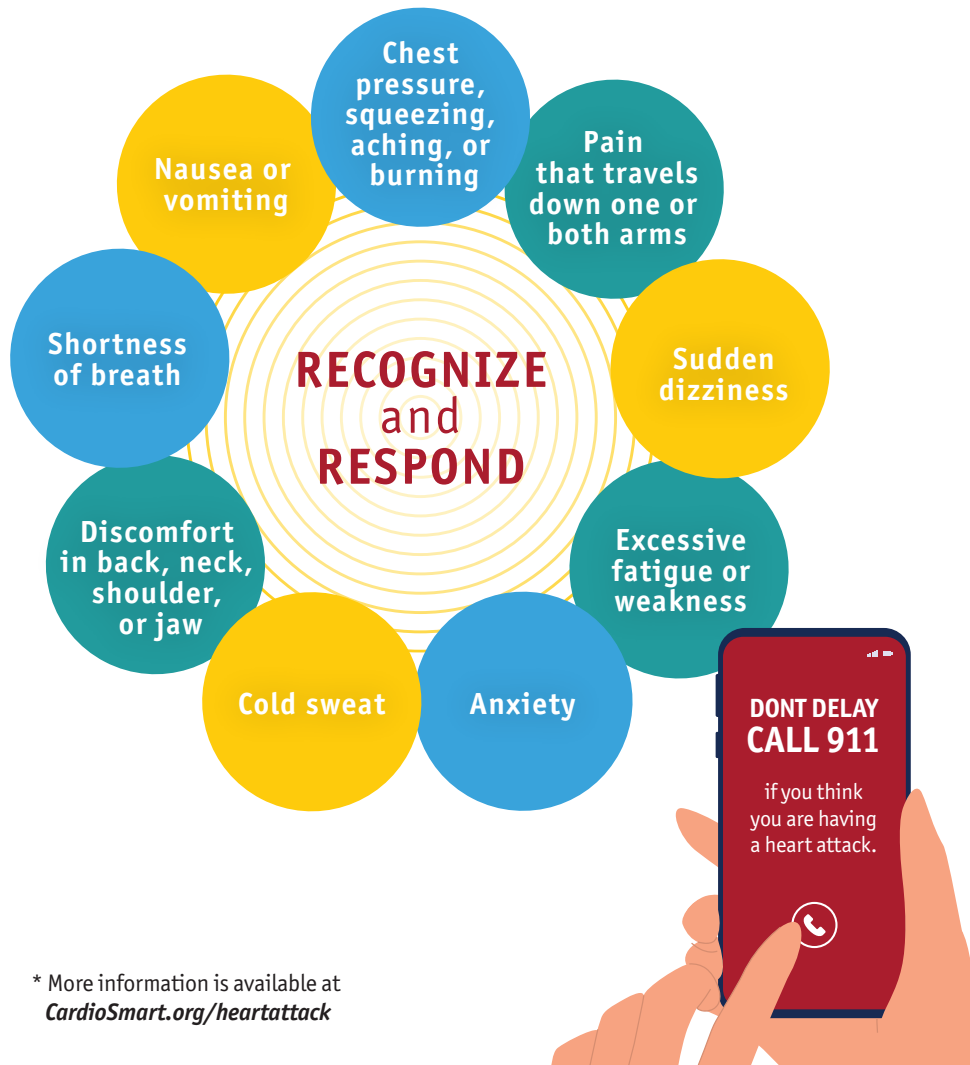 Chest
pressure,
squeezing,
aching, or
burning
Pain
that travels
down one or
both arms
Sudden
dizziness
Excessive
fatigue or
weakness
Anxiety
Cold sweat
Discomfort
in back, neck,
shoulder,
or jaw
Shortness
of breath
Nausea or
vomiting
RECOGNIZE
and
RESPOND
DONT DELAY
CALL 911
if you think
you are having
a heart attack.
* More information is available at
CardioSmart.org/heartattack